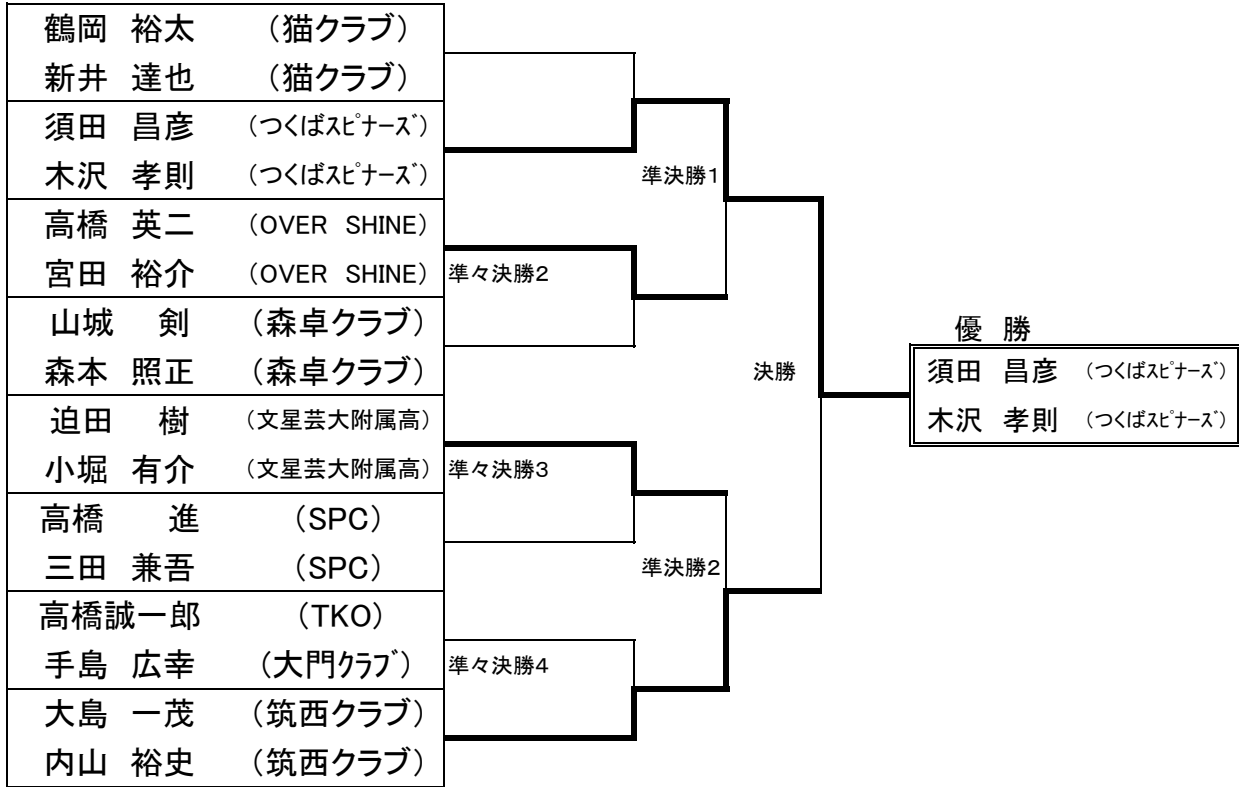 鶴岡 裕太 (猫クラブ)
新井 達也 (猫クラブ)
須田 昌彦 (つくばｽﾋﾟﾅｰｽﾞ)
木沢 孝則 (つくばｽﾋﾟﾅｰｽﾞ)
準決勝1
高橋 英二 (OVER SHINE)
宮田 裕介 (OVER SHINE)
準々決勝2
山城 剣 (森卓クラブ)
森本 照正 (森卓クラブ)
決勝
優 勝
須田 昌彦 (つくばｽﾋﾟﾅｰｽﾞ)
木沢 孝則 (つくばｽﾋﾟﾅｰｽﾞ)
迫田 樹 (文星芸大附属高)
小堀 有介 (文星芸大附属高)
準々決勝3
高橋 進 (SPC)
三田 兼吾 (SPC)
準決勝2
高橋誠一郎 (TKO)
手島 広幸 (大門ｸﾗﾌﾞ)
準々決勝4
大島 一茂 (筑西クラブ)
内山 裕史 (筑西クラブ)